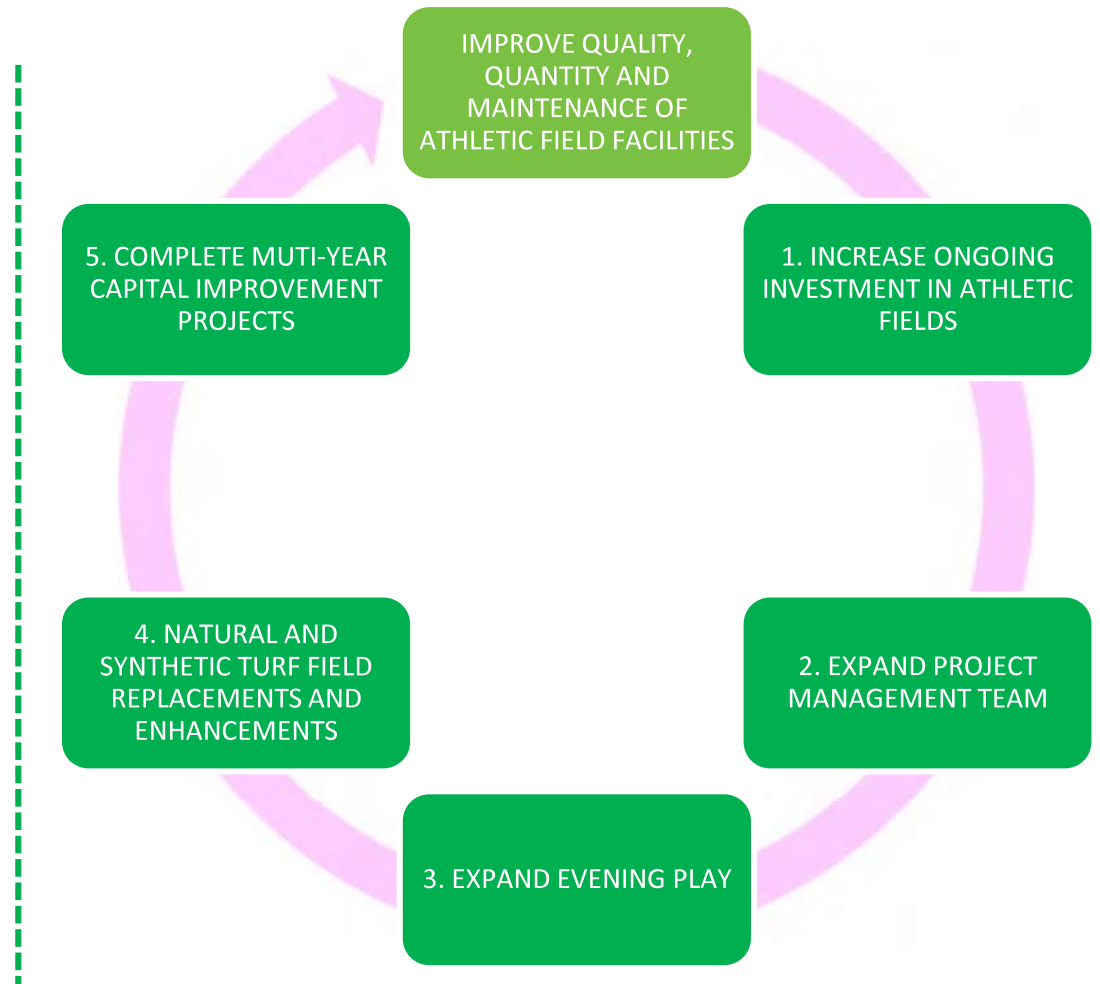 IMPROVE QUALITY,
QUANTITY AND
MAINTENANCE OF
ATHLETIC FIELD FACILITIES
1. INCREASE ONGOING
INVESTMENT IN ATHLETIC
FIELDS
2. EXPAND PROJECT
MANAGEMENT TEAM
3. EXPAND EVENING PLAY
4. NATURAL AND
SYNTHETIC TURF FIELD
REPLACEMENTS AND
ENHANCEMENTS
5. COMPLETE MUTI-YEAR
CAPITAL IMPROVEMENT
PROJECTS